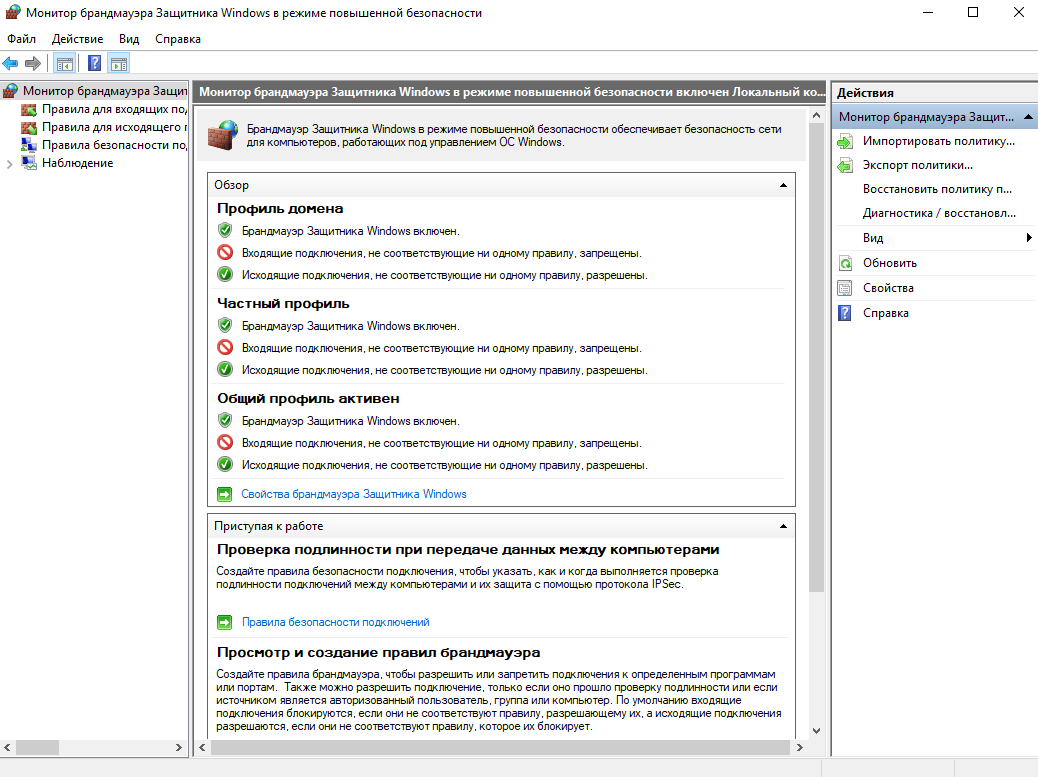 Монитор брандмауэра Защитника Windows в режиме повышенной безопасности
Файл Действие Вид Справка
Монитор брандмауэра Защит
Правила для входящих по
Правила для исходящего п
Правила безопасности по
Наблюдение
Монитор брандмауэра Защитника Windows в режиме повышенной безопасности включен Локальный ко...
Брандмауэр Защитника Windows в режиме повышенной безопасности обеспечивает безопасность сети
для компьютеров, работающих под управлением ОС Windows.
Обзор
Профиль домена
Брандмауэр Защитника Windows включен.
Входящие подключения, не соответствующие ни одному правилу, запрещены.
Исходящие подключения, не соответствующие ни одному правилу, разрешены.
Частный профиль
Брандмауэр Защитника Windows включен.
Входящие подключения, не соответствующие ни одному правилу, запрещены.
Исходящие подключения, не соответствующие ни одному правилу, разрешены.
Общий профиль активен
Брандмауэр Защитника Windows включен.
Входящие подключения, не соответствующие ни одному правилу, запрещены.
Исходящие подключения, не соответствующие ни одному правилу, разрешены.
Свойства брандмауэра Защитника Windows
Приступая к работе
Проверка подлинности при передаче данных между компьютерами
Создайте правила безопасности подключения, чтобы указать, как и когда выполняется проверка
подлинности подключений между компьютерами и их защита с помощью протокола IPSec.
Правила безопасности подключений
Просмотр и создание правил брандмауэра
Создайте правила брандмауэра, чтобы разрешить или запретить подключения к определенным программам
или портам. Также можно разрешить подключение, только если оно прошло проверку подлинности или если
источником является авторизованный пользователь, группа или компьютер. По умолчанию входящие
подключения блокируются, если они не соответствуют правилу, разрешающему их, а исходящие подключения
разрешаются, если они не соответствуют правилу, которое их блокирует.
Действия
Монитор брандмауэра Защит...
Импортировать политику...
Экспорт политики...
Восстановить политику п...
Диагностика / восстановл...
Вид
Обновить
Свойства
Справка